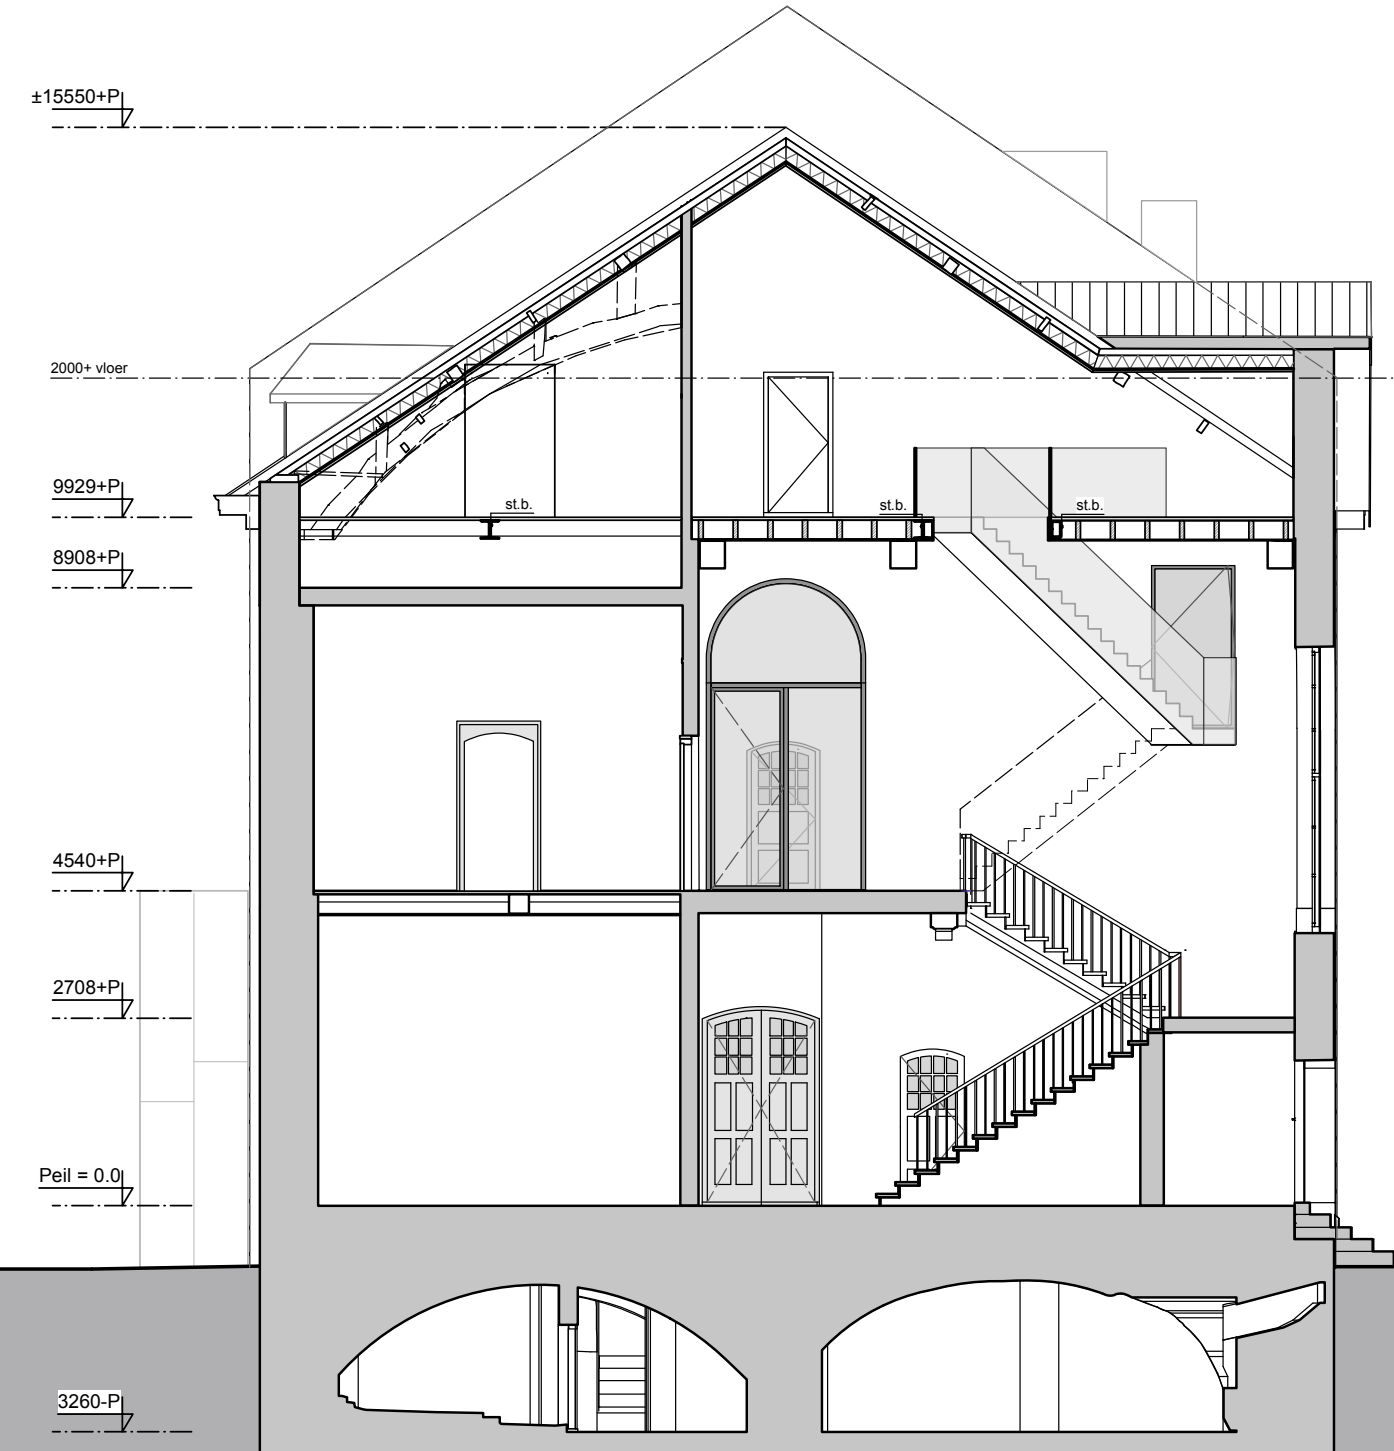 ±15550+P
2000+ vloer
9929+P
st.b.
st.b.
st.b.
8908+P
4540+P
2708+P
Peil = 0.0
3260-P